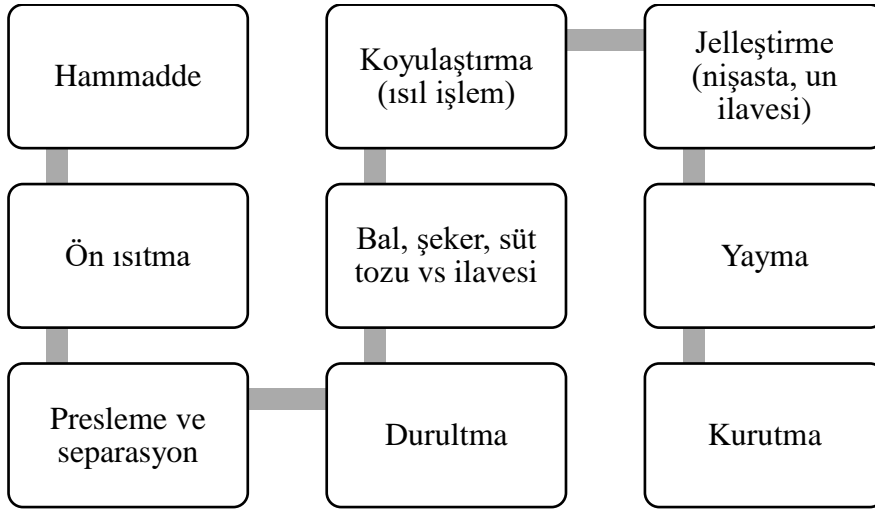 Hammadde
Ön ısıtma
Presleme ve
separasyon
Durultma
Bal, şeker, süt
tozu vs ilavesi
Koyulaştırma
(ısıl işlem)
Jelleştirme
(nişasta, un
ilavesi)
Yayma
Kurutma